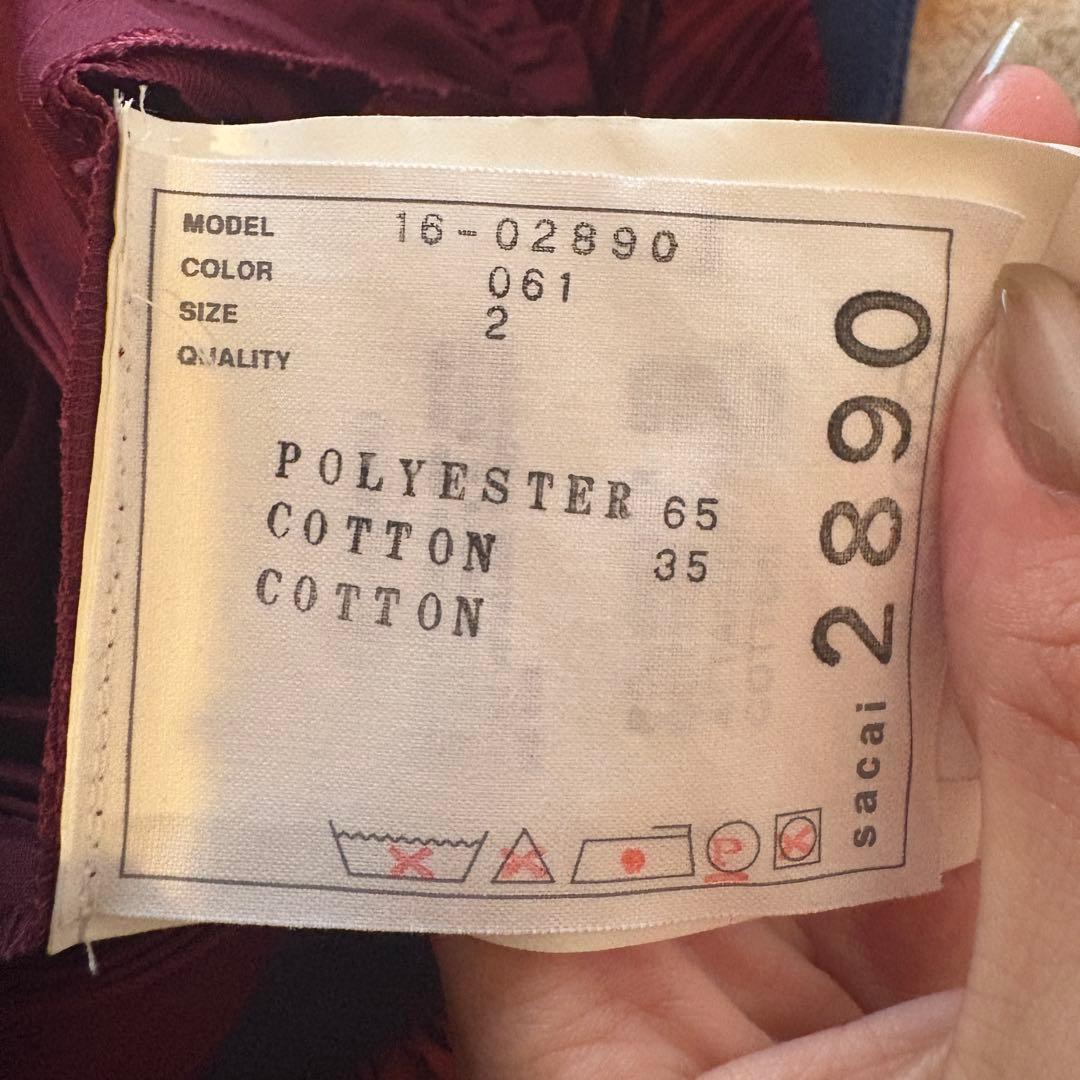 MODEL 16-02890
COLOR 061
SIZE 2
QUALITY
POLYESTER 65
COTTON 35
COTTON
P
sacai 2890